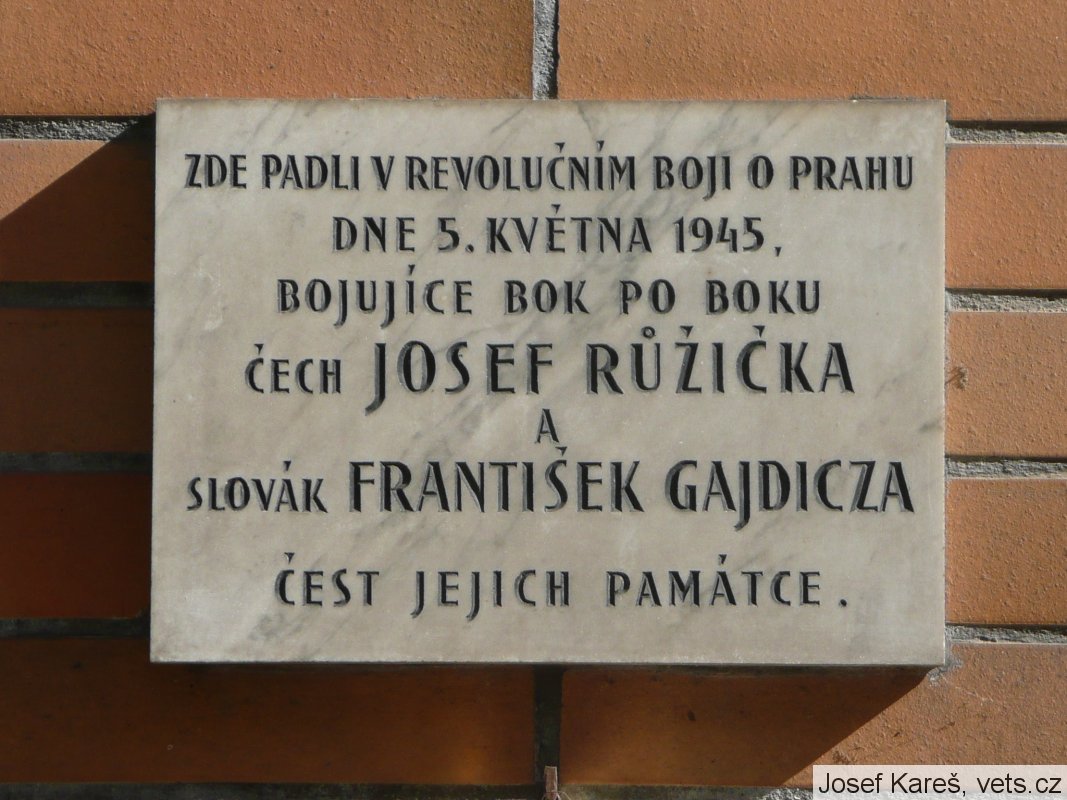 ZDE PADLI V REVOLUČNÍM BOJI O PRAHU
DNE 5. KVĚTNA 1945,
BOJUJÍCE BOK PO BOKU
ČECH JOSEF RŮŽIČKA
A
SLOVÁK FRANTIŠEK GAJDICZA
ČEST JEJICH PAMÁTCE.
Josef Kareš, vets.cz